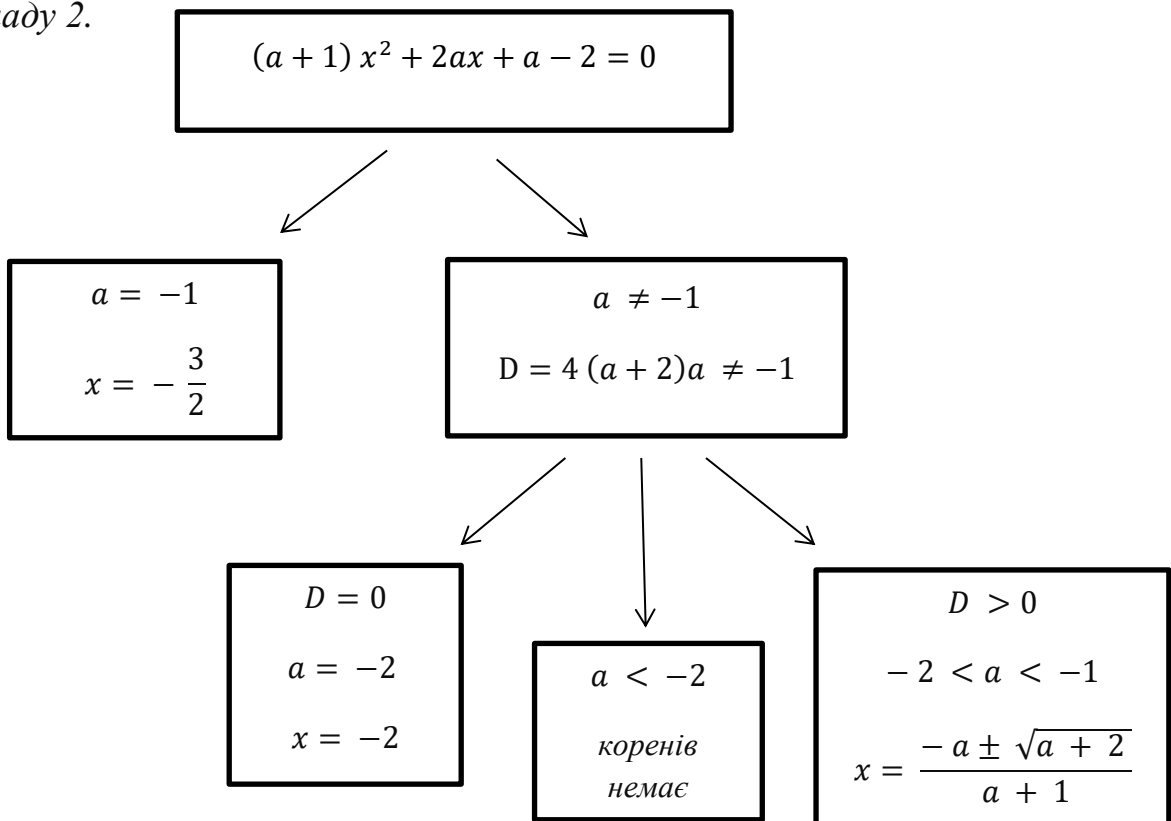 аду 2.
(a + 1) x² + 2ax + a − 2 = 0
a = −1
x = − 3/2
a ≠ −1
D = 4 (a + 2)a ≠ −1
D = 0
a = −2
x = −2
a < −2
коренів
немає
D > 0
− 2 < a < −1
x = (− a ± √(a + 2))/(a + 1)